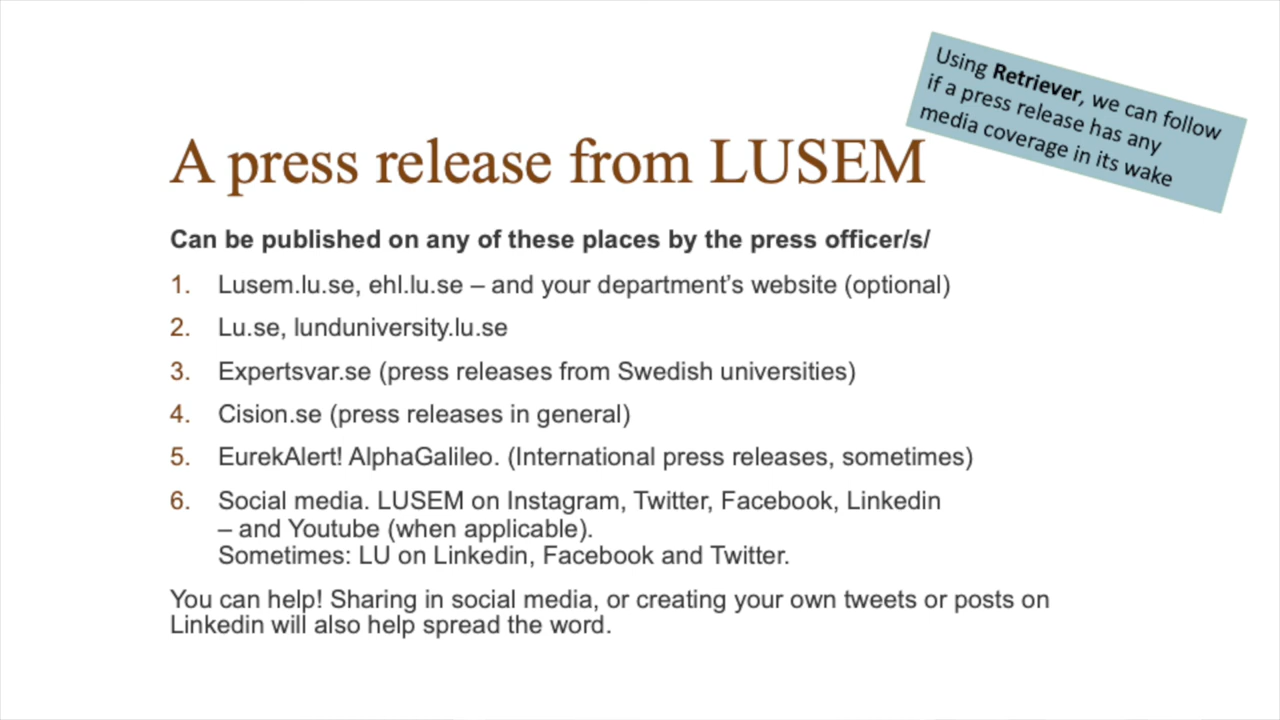 Using Retriever, we can follow
if a press release has any
media coverage in its wake
A press release from LUSEM
Can be published on any of these places by the press officer/s/
1. Lusem.lu.se, ehl.lu.se – and your department’s website (optional)
2. Lu.se, lunduniversity.lu.se
3. Expertsvar.se (press releases from Swedish universities)
4. Cision.se (press releases in general)
5. EurekAlert! AlphaGalileo. (International press releases, sometimes)
6. Social media. LUSEM on Instagram, Twitter, Facebook, Linkedin
– and Youtube (when applicable).
Sometimes: LU on Linkedin, Facebook and Twitter.
You can help! Sharing in social media, or creating your own tweets or posts on
Linkedin will also help spread the word.